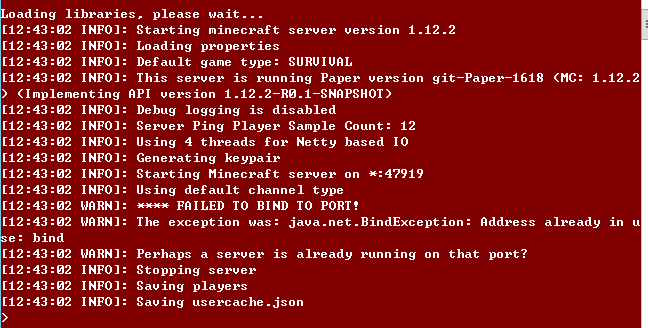 Loading libraries, please wait...
[12:43:02 INFO]: Starting minecraft server version 1.12.2
[12:43:02 INFO]: Loading properties
[12:43:02 INFO]: Default game type: SURVIVAL
[12:43:02 INFO]: This server is running Paper version git-Paper-1618 (MC: 1.12.2
) (Implementing API version 1.12.2-R0.1-SNAPSHOT)
[12:43:02 INFO]: Debug logging is disabled
[12:43:02 INFO]: Server Ping Player Sample Count: 12
[12:43:02 INFO]: Using 4 threads for Netty based IO
[12:43:02 INFO]: Generating keypair
[12:43:02 INFO]: Starting Minecraft server on *:47919
[12:43:02 INFO]: Using default channel type
[12:43:02 WARN]: **** FAILED TO BIND TO PORT!
[12:43:02 WARN]: The exception was: java.net.BindException: Address already in u
se: bind
[12:43:02 WARN]: Perhaps a server is already running on that port?
[12:43:02 INFO]: Stopping server
[12:43:02 INFO]: Saving players
[12:43:02 INFO]: Saving usercache.json
>